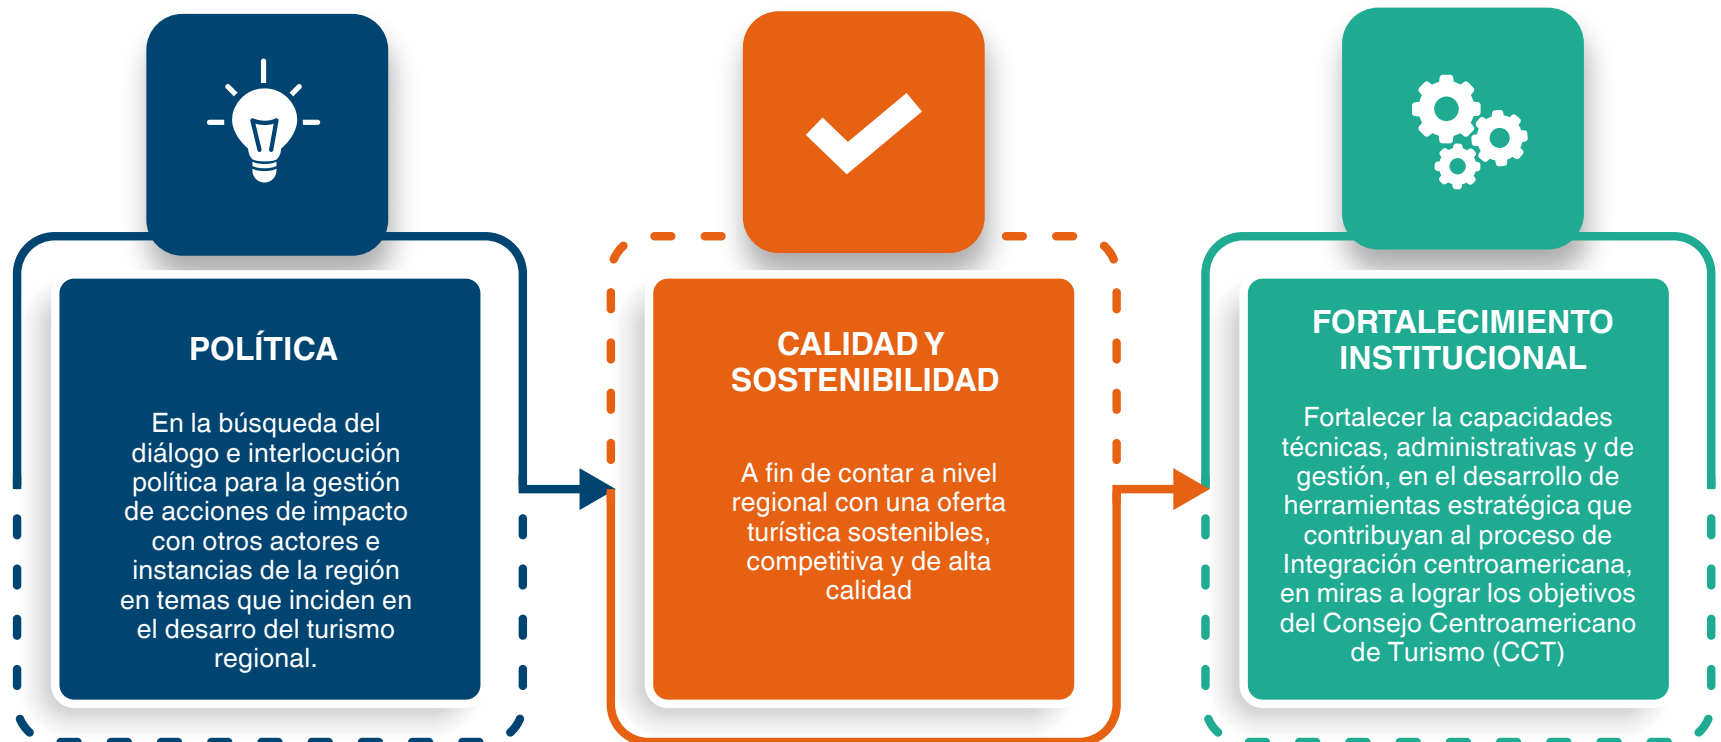 POLÍTICA
En la búsqueda del
diálogo e interlocución
política para la gestión
de acciones de impacto
con otros actores e
instancias de la región
en temas que inciden en
el desarro del turismo
regional.
CALIDAD Y
SOSTENIBILIDAD
A fin de contar a nivel
regional con una oferta
turística sostenibles,
competitiva y de alta
calidad
FORTALECIMIENTO
INSTITUCIONAL
Fortalecer la capacidades
técnicas, administrativas y de
gestión, en el desarrollo de
herramientas estratégica que
contribuyan al proceso de
Integración centroamericana,
en miras a lograr los objetivos
del Consejo Centroamericano
de Turismo (CCT)